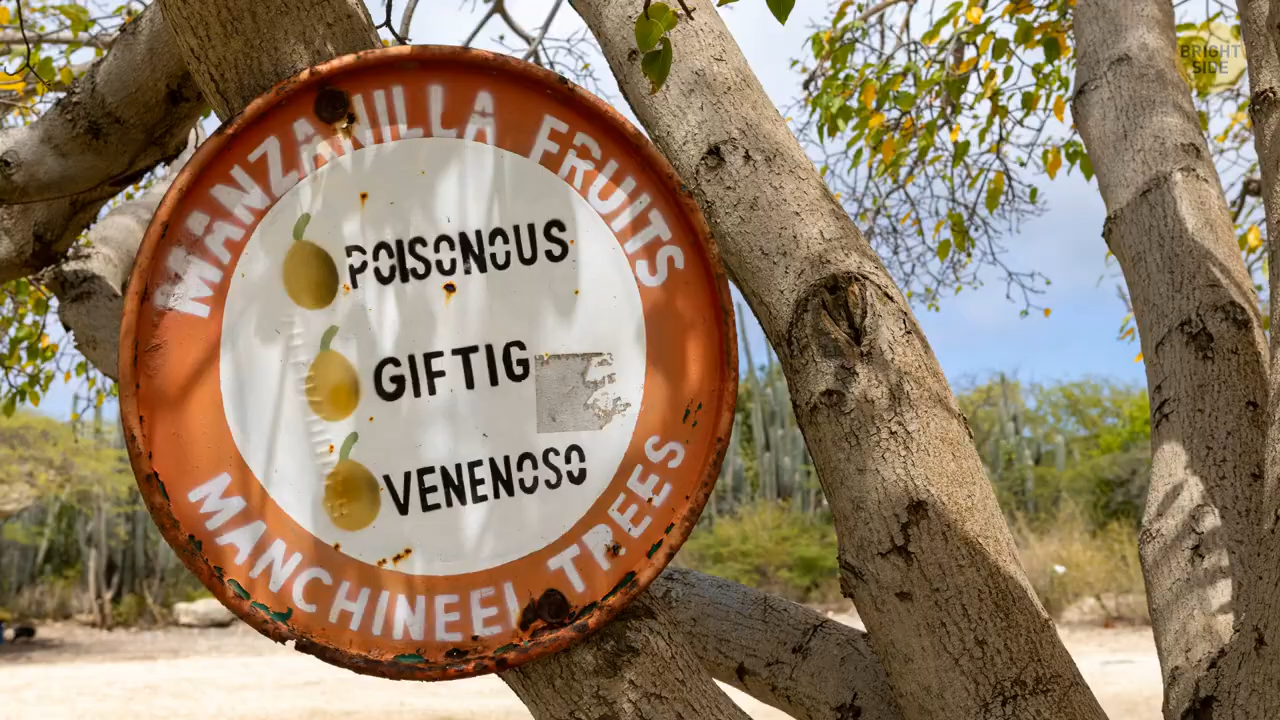 MANZANILLA FRUITS
POISONOUS
GIFTIG
VENENOSO
MANCHINEEL TREES
BRIGHT
SIDE